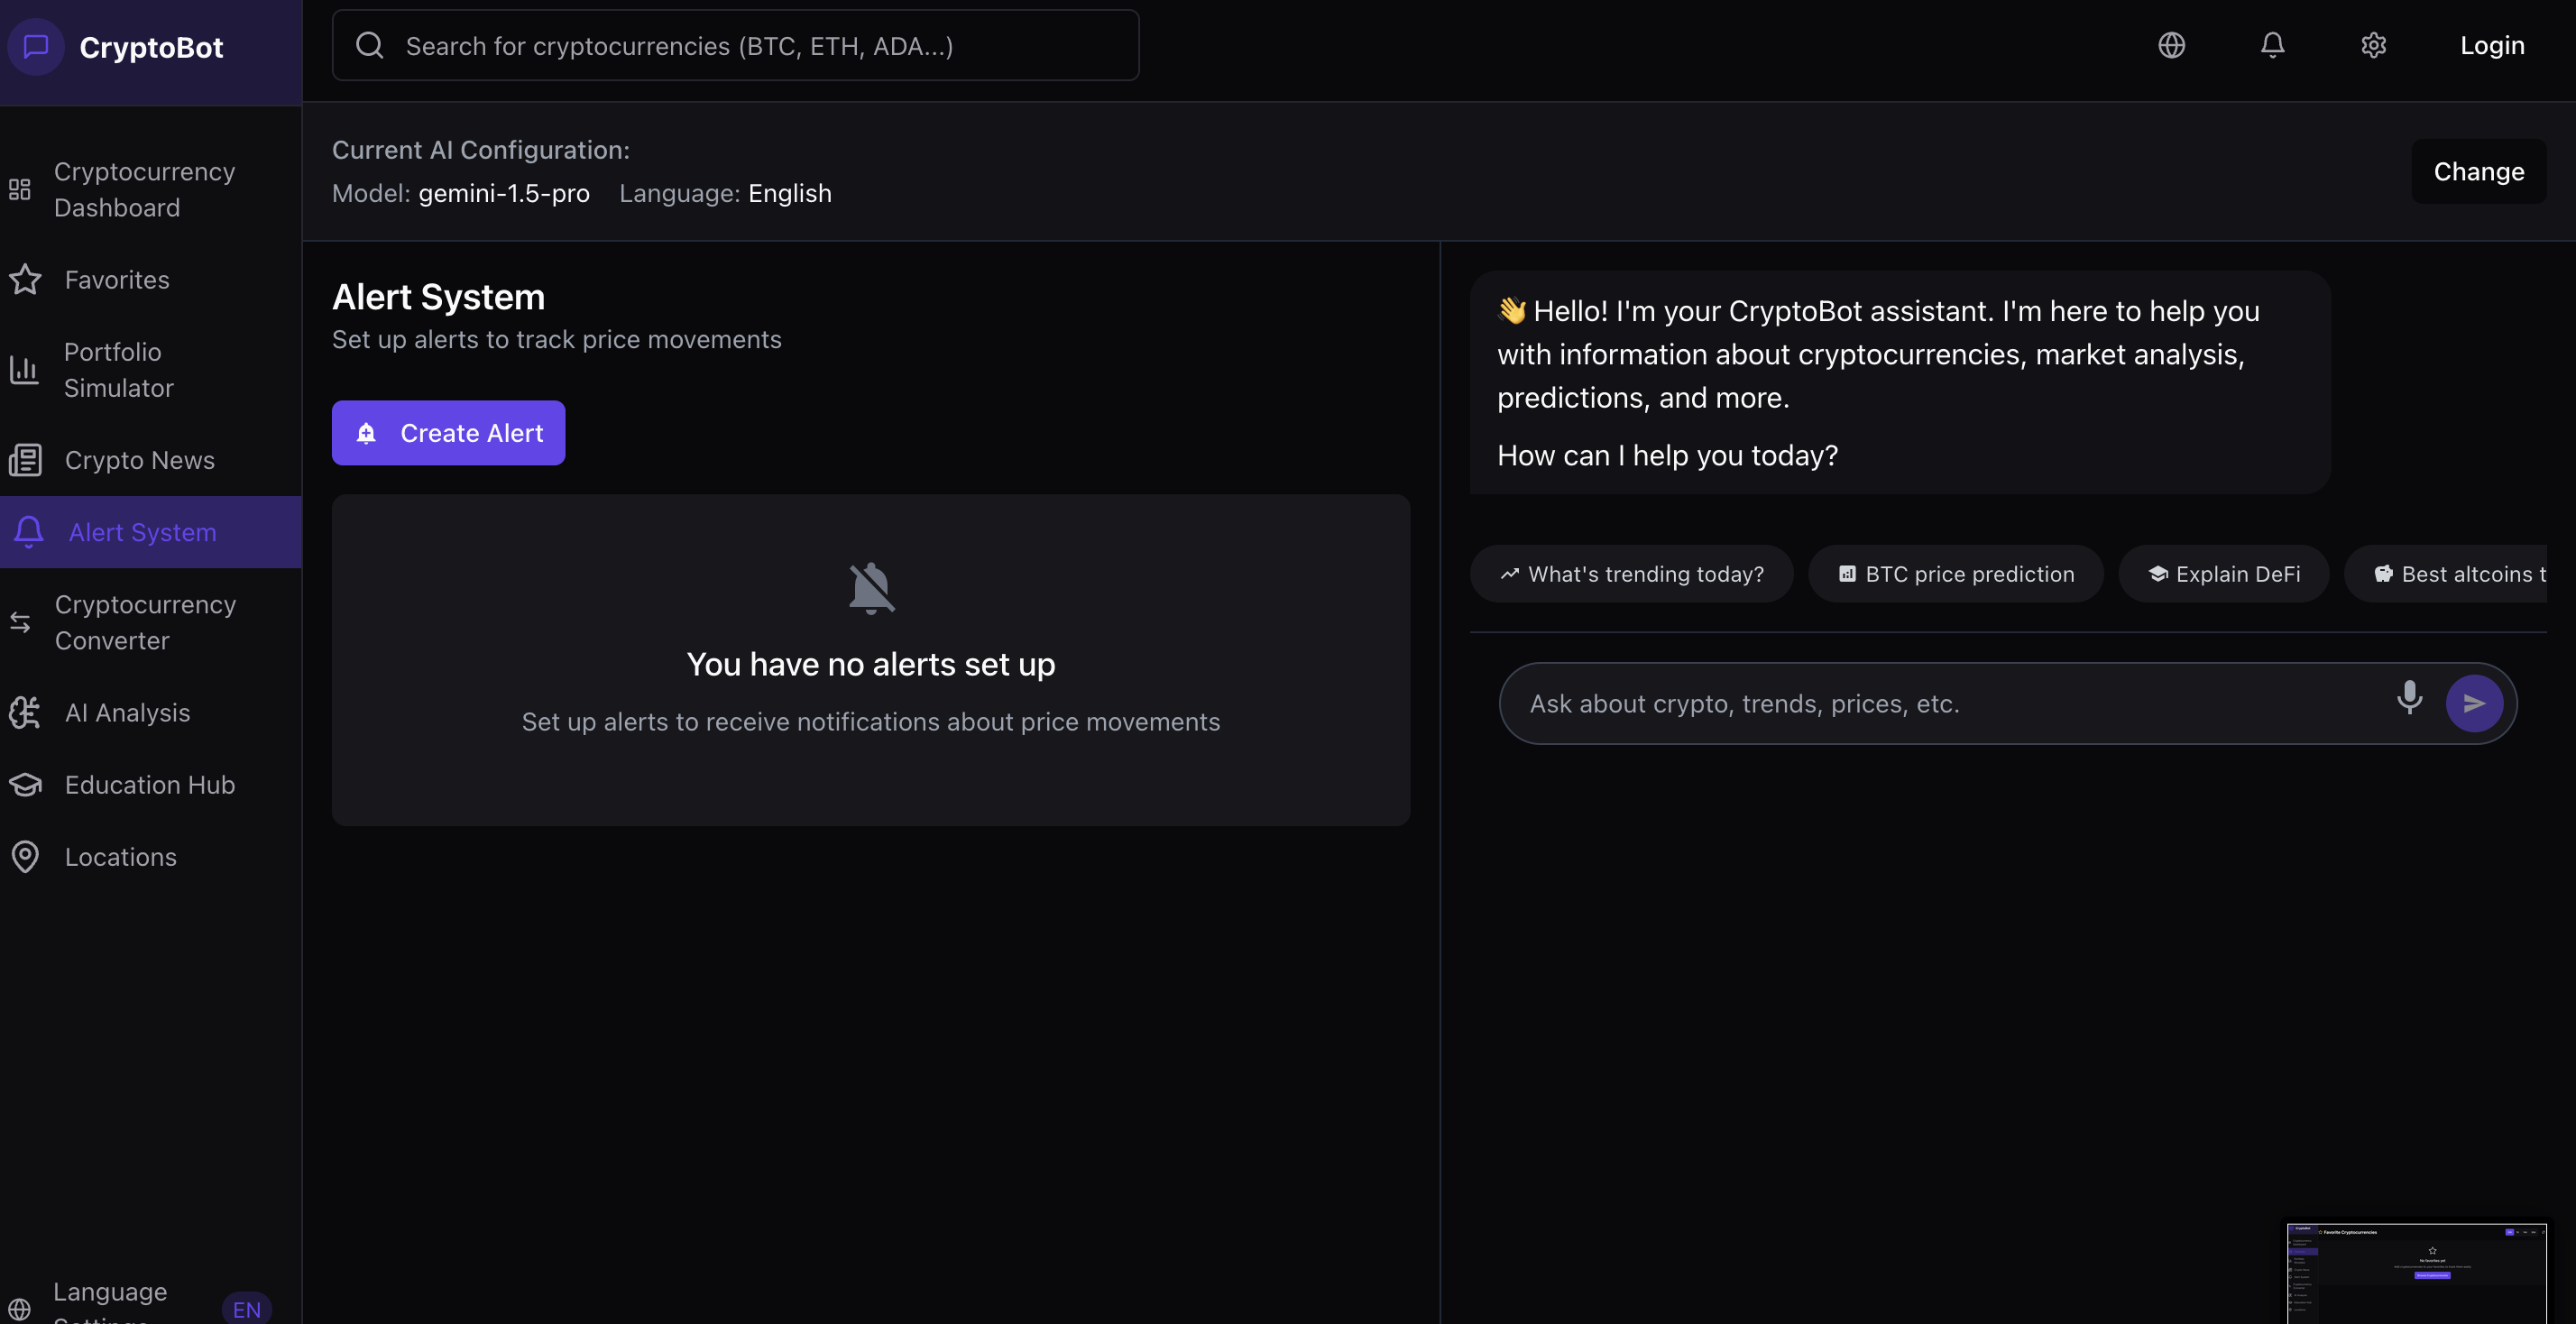 CryptoBot
Search for cryptocurrencies (BTC, ETH, ADA...)
Login
Cryptocurrency
Dashboard
Favorites
Portfolio
Simulator
Crypto News
Alert System
Cryptocurrency
Converter
AI Analysis
Education Hub
Locations
Language
EN
Current AI Configuration:
Model: gemini-1.5-pro Language: English
Change
Alert System
Set up alerts to track price movements
Create Alert
You have no alerts set up
Set up alerts to receive notifications about price movements
👋 Hello! I'm your CryptoBot assistant. I'm here to help you
with information about cryptocurrencies, market analysis,
predictions, and more.
How can I help you today?
What's trending today?
BTC price prediction
Explain DeFi
Best altcoins t
Ask about crypto, trends, prices, etc.
Favorite Cryptocurrencies